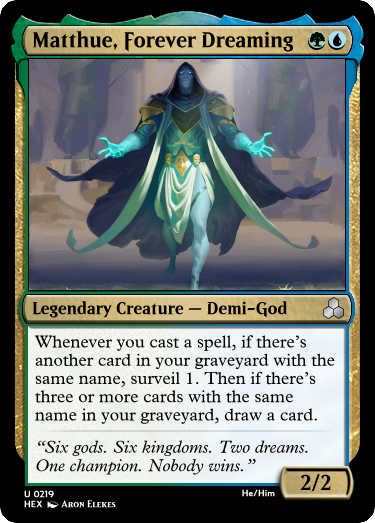 Matthue, Forever Dreaming
Legendary Creature — Demi-God
Whenever you cast a spell, if there's
another card in your graveyard with the
same name, surveil 1. Then if there's
three or more cards with the same
name in your graveyard, draw a card.
“Six gods. Six kingdoms. Two dreams.
One champion. Nobody wins.”
2/2
U 0219
He/Him
HEX Aron Elekes